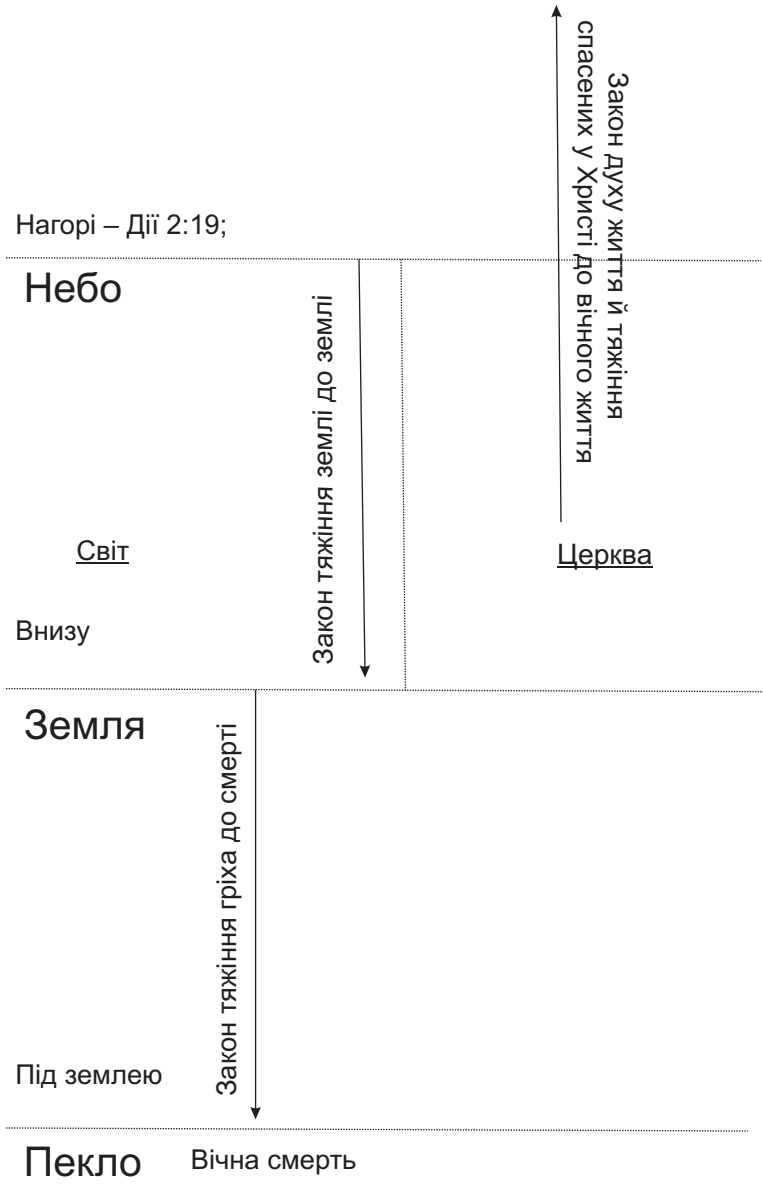 Закон духу життя й тяжіння
спасених у Христі до вічного життя
Нагорі – Дії 2:19;
Небо
Закон тяжіння землі до землі
Світ
Церква
Внизу
Земля
Закон тяжіння гріха до смерті
Під землею
Пекло
Вічна смерть